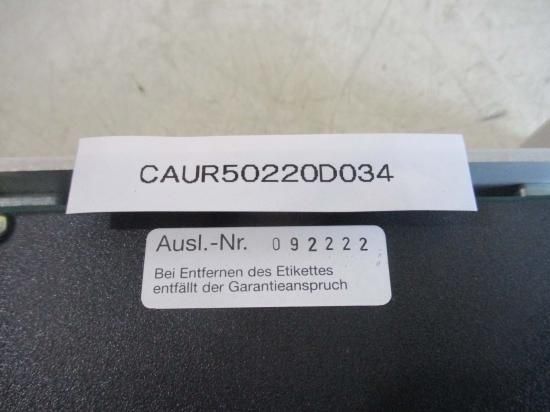 CAUR50220D034
Ausl.-Nr. 092222
Bei Entfernen des Etikettes
entfällt der Garantieanspruch